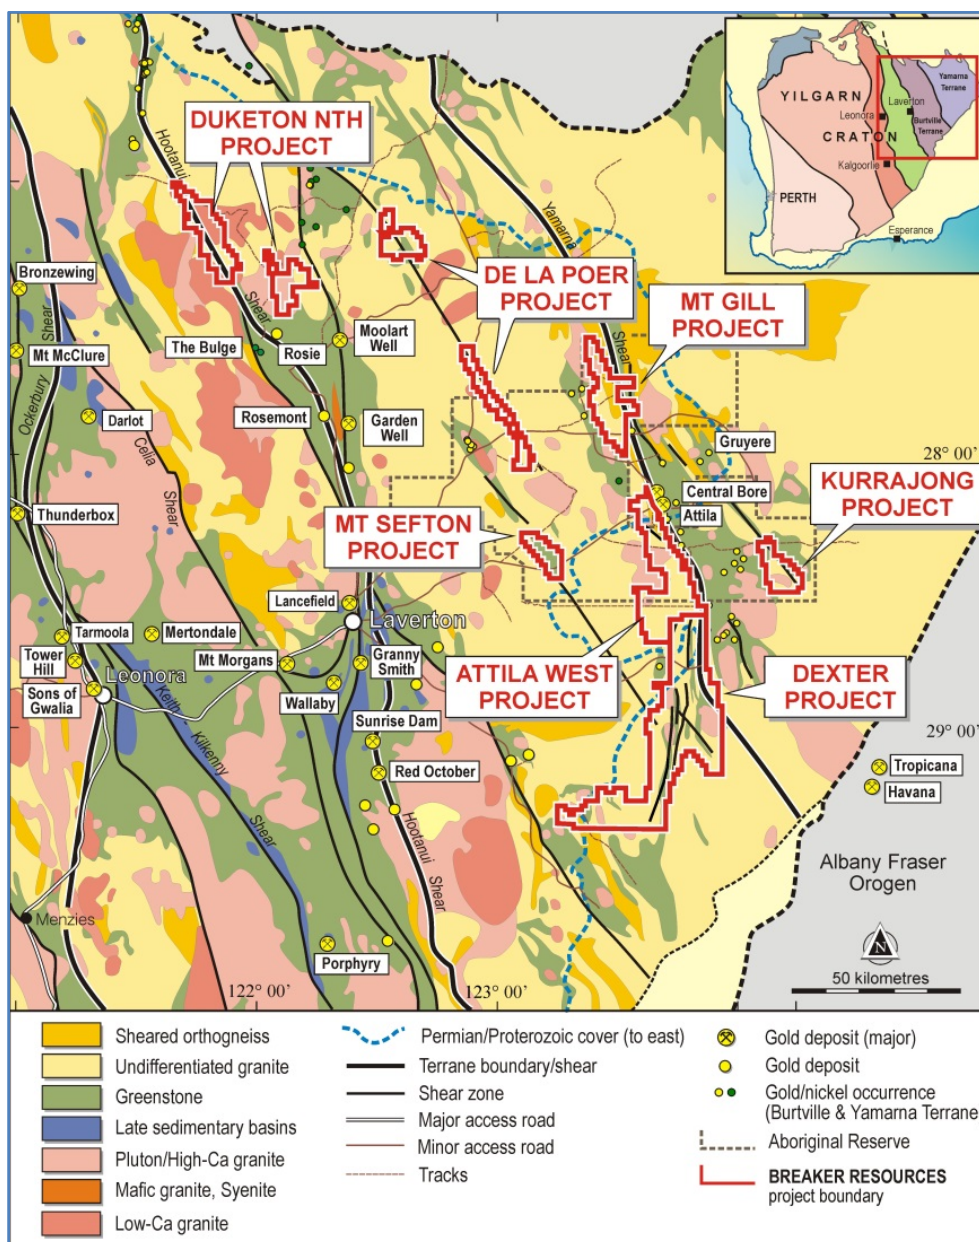 YILGARN
CRATON
Yamarna
Terrane
Laverton
Leonora
Burtville
Terrane
Kalgoorlie
PERTH
Esperance
DUKETON NTH
PROJECT
Hootanui
Shear
Yamarna
Shear
DE LA POER
PROJECT
MT GILL
PROJECT
Bronzewing
Shear
Mt McClure
Ockerbury
The Bulge
Rosie
Moolart
Well
Darlot
Celia
Shear
Rosemont
Garden
Well
Gruyere
28° 00'
Central Bore
Attila
KURRAJONG
PROJECT
Thunderbox
MT SEFTON
PROJECT
Lancefield
Laverton
Tarmoola
Mertondale
Tower
Hill
Leonora
Mt Morgans
Granny
Smith
ATTILA WEST
PROJECT
DEXTER
PROJECT
Sons of
Gwalia
Wallaby
Keith
Kilkenny
Shear
Sunrise Dam
29° 00'
Red October
Tropicana
Havana
Hootanui
Shear
Albany Fraser
Orogen
Menzies
Porphyry
N
50 kilometres
122° 00'
123° 00'
Sheared orthogneiss
Undifferentiated granite
Greenstone
Late sedimentary basins
Pluton/High-Ca granite
Mafic granite, Syenite
Low-Ca granite
Permian/Proterozoic cover (to east)
Terrane boundary/shear
Shear zone
Major access road
Minor access road
Tracks
Gold deposit (major)
Gold deposit
Gold/nickel occurrence
(Burtville & Yamarna Terrane
Aboriginal Reserve
BREAKER RESOURCES
project boundary